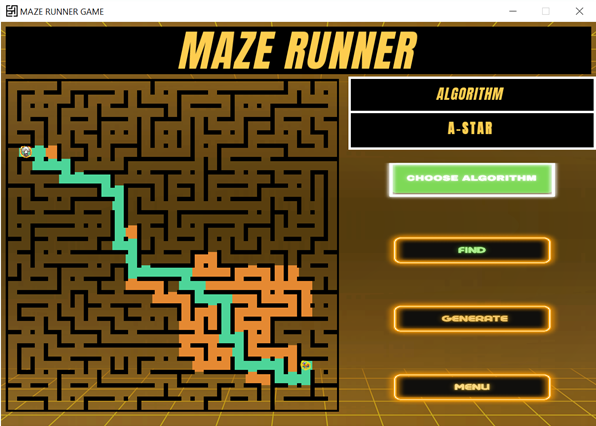 MAZE RUNNER GAME
MAZE RUNNER
ALGORITHM
A-STAR
CHOOSE ALGORITHM
FIND
GENERATE
MENU